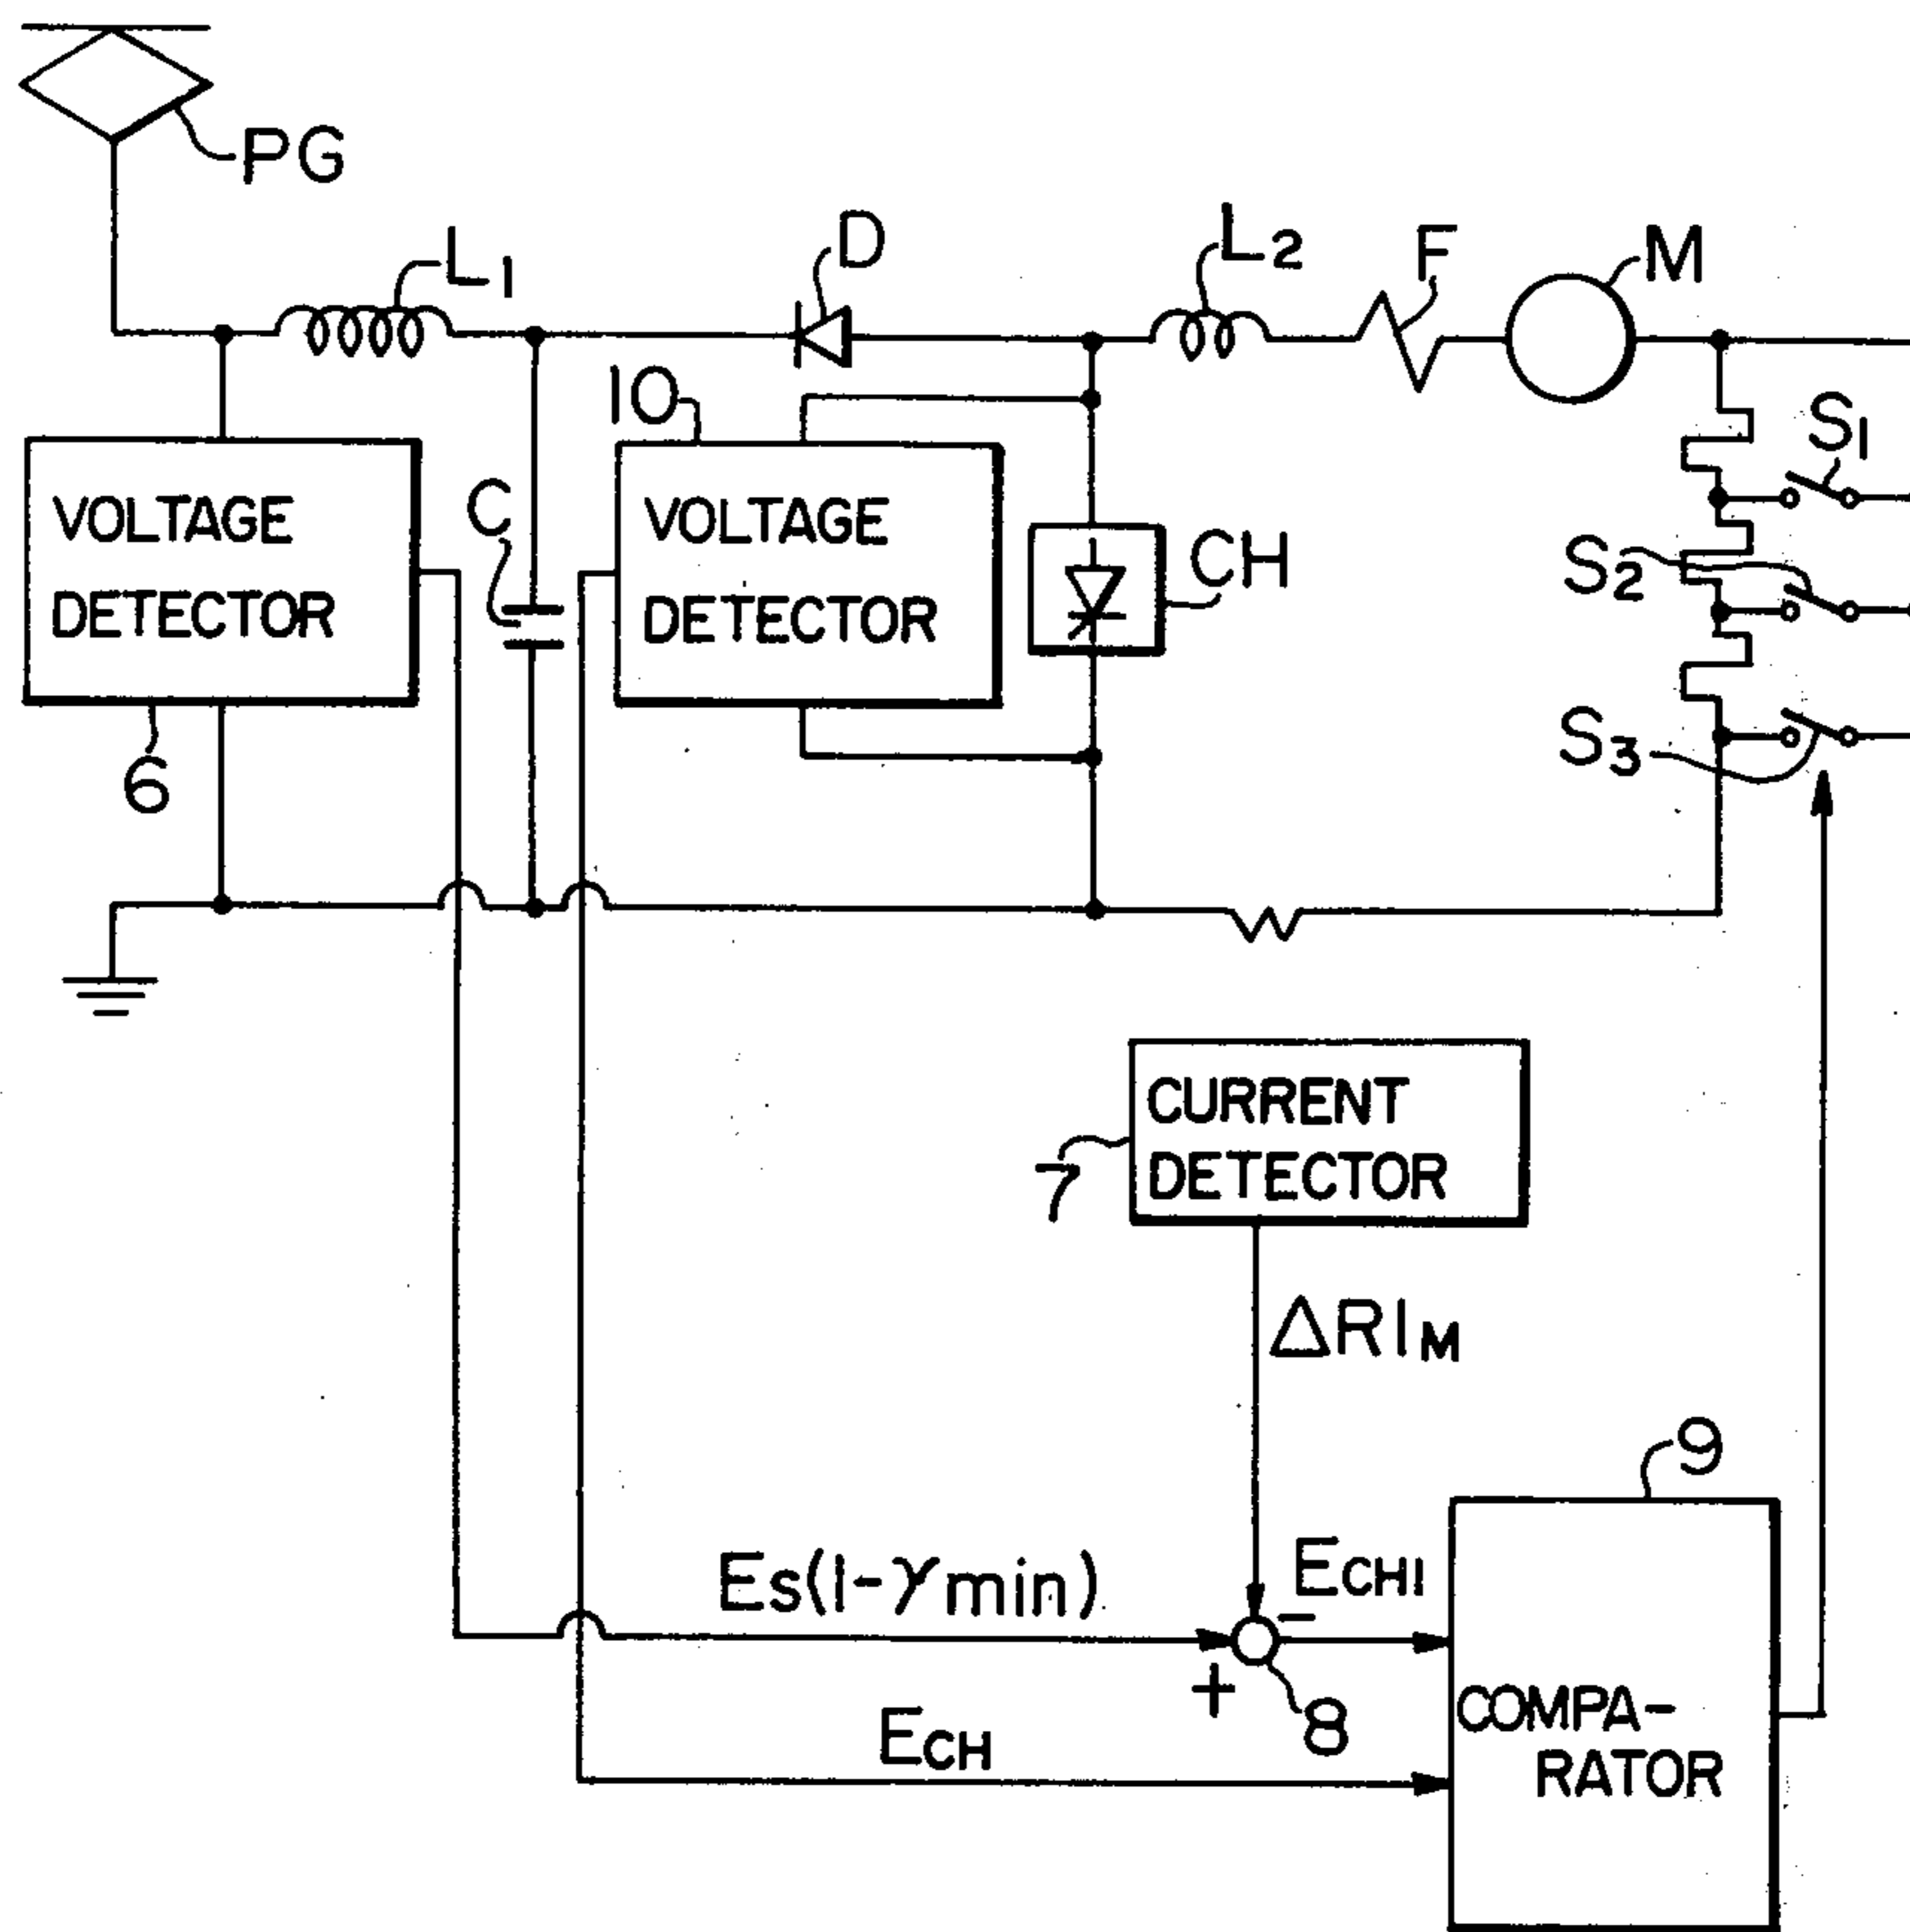 PG
L1
D
L2
F
M
10
S1
VOLTAGE
DETECTOR
C
VOLTAGE
DETECTOR
CH
S2
S3
6
CURRENT
DETECTOR
7
ΔRIM
9
Es(1-γmin)
ECH1
-
+
8
ECH
COMPA-
RATOR